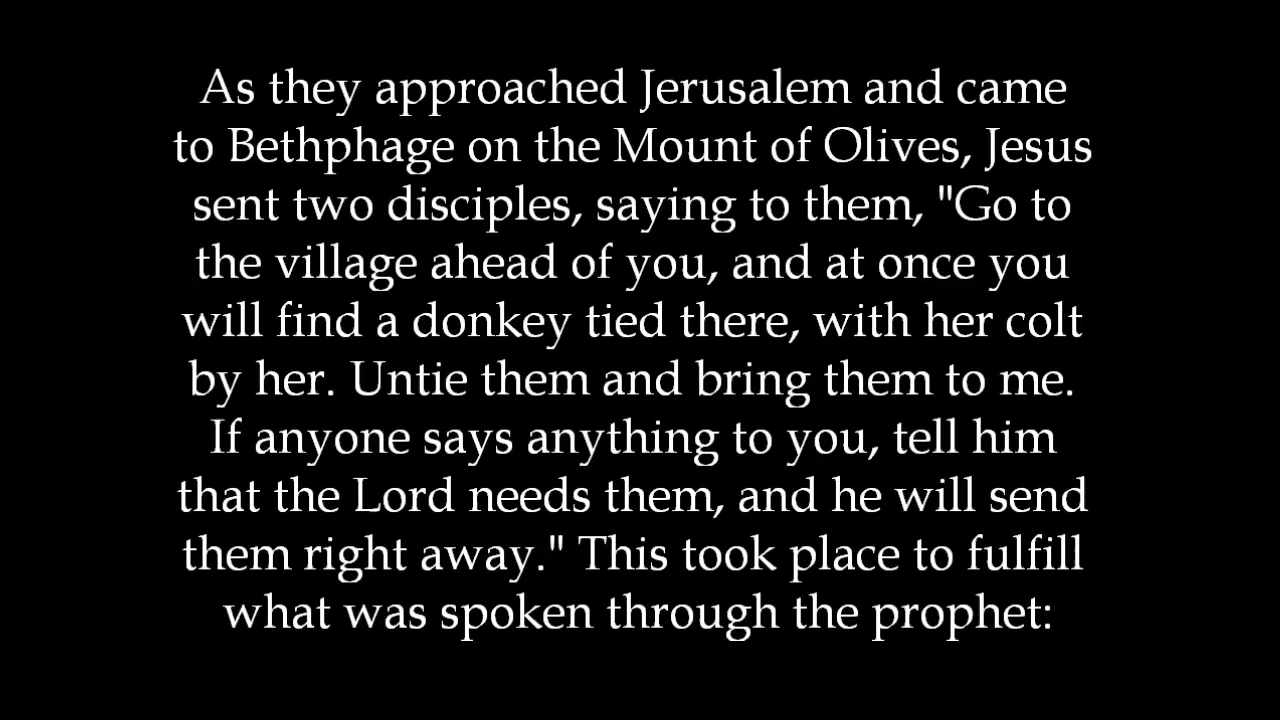 As they approached Jerusalem and came
to Bethphage on the Mount of Olives, Jesus
sent two disciples, saying to them, "Go to
the village ahead of you, and at once you
will find a donkey tied there, with her colt
by her. Untie them and bring them to me.
If anyone says anything to you, tell him
that the Lord needs them, and he will send
them right away." This took place to fulfill
what was spoken through the prophet: